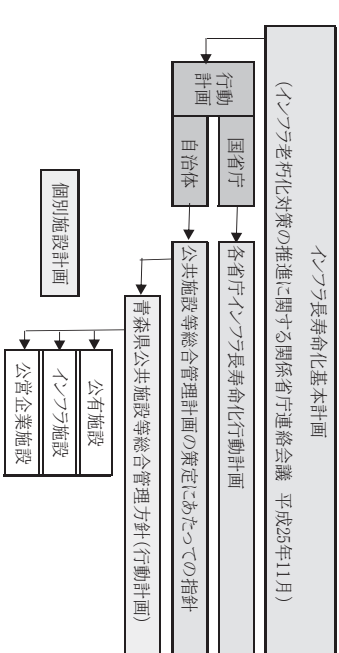 インフラ長寿命化基本計画
(インフラ老朽化対策の推進に関する関係省庁連絡会議 平成25年11月)
行動
計画
国省庁
各省庁インフラ長寿命化行動計画
自治体
公共施設等総合管理計画の策定にあたっての指針
青森県公共施設等総合管理方針(行動計画)
個別施設計画
公有施設
インフラ施設
公営企業施設